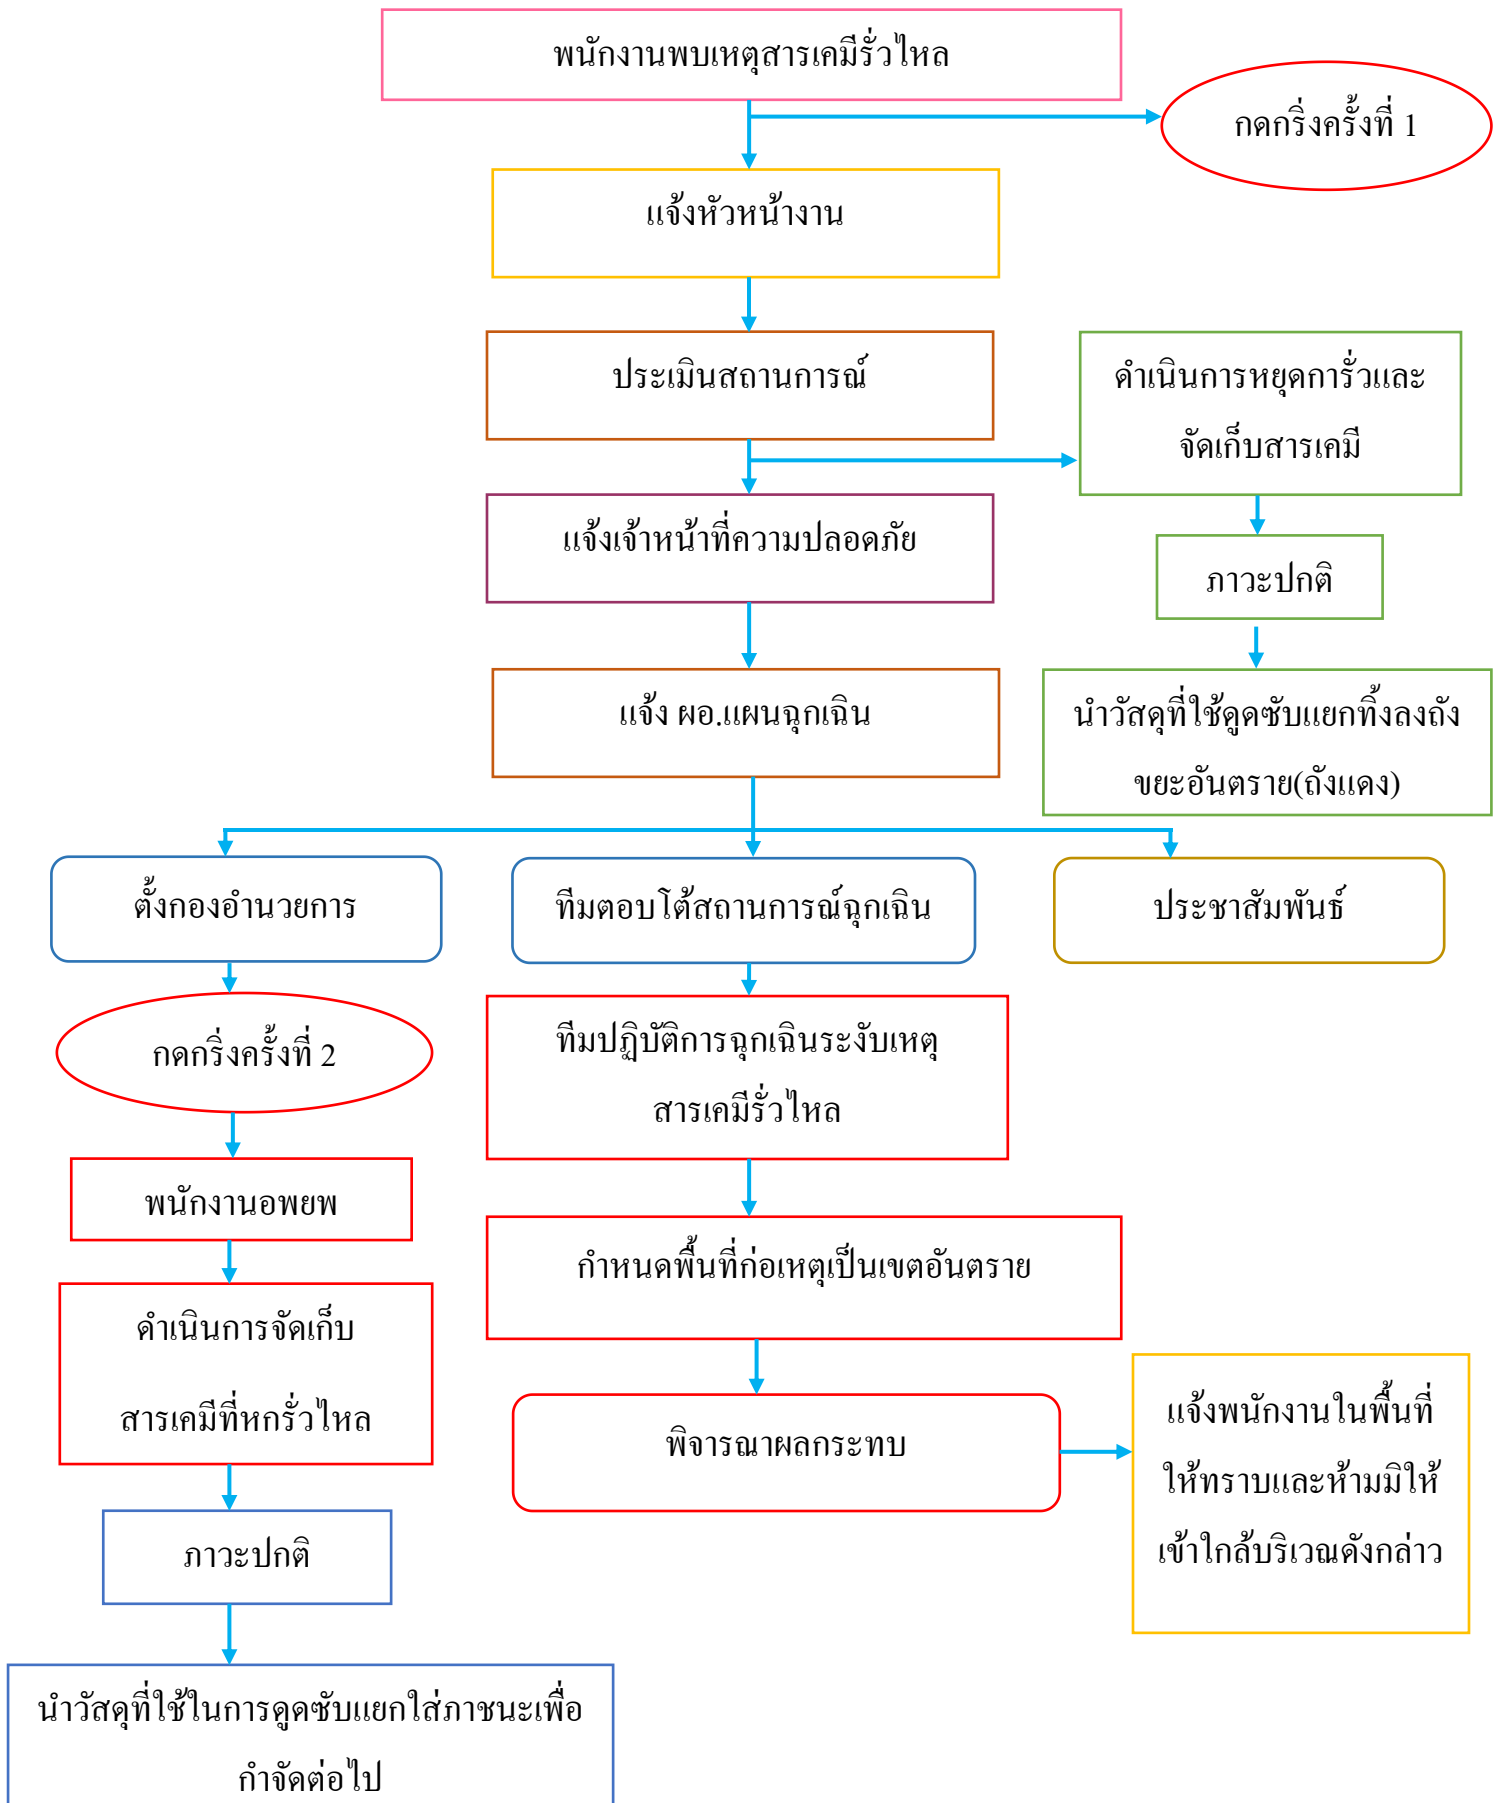 พนักงานพบเหตุสารเคมีรั่วไหล
กดกริ่งครั้งที่ 1
แจ้งหัวหน้างาน
ประเมินสถานการณ์
ดำเนินการหยุดการั่วและ
จัดเก็บสารเคมี
แจ้งเจ้าหน้าที่ความปลอดภัย
ภาวะปกติ
แจ้ง ผอ.แผนฉุกเฉิน
นำวัสดุที่ใช้ดูดซับแยกทิ้งลงถัง
ขยะอันตราย(ถังแดง)
ตั้งกองอำนวยการ
ทีมตอบโต้สถานการณ์ฉุกเฉิน
ประชาสัมพันธ์
กดกริ่งครั้งที่ 2
ทีมปฏิบัติการฉุกเฉินระงับเหตุ
สารเคมีรั่วไหล
พนักงานอพยพ
กำหนดพื้นที่ก่อเหตุเป็นเขตอันตราย
ดำเนินการจัดเก็บ
สารเคมีที่หกรั่วไหล
พิจารณาผลกระทบ
แจ้งพนักงานในพื้นที่
ให้ทราบและห้ามมิให้
เข้าใกล้บริเวณดังกล่าว
ภาวะปกติ
นำวัสดุที่ใช้ในการดูดซับแยกใส่ภาชนะเพื่อ
กำจัดต่อไป